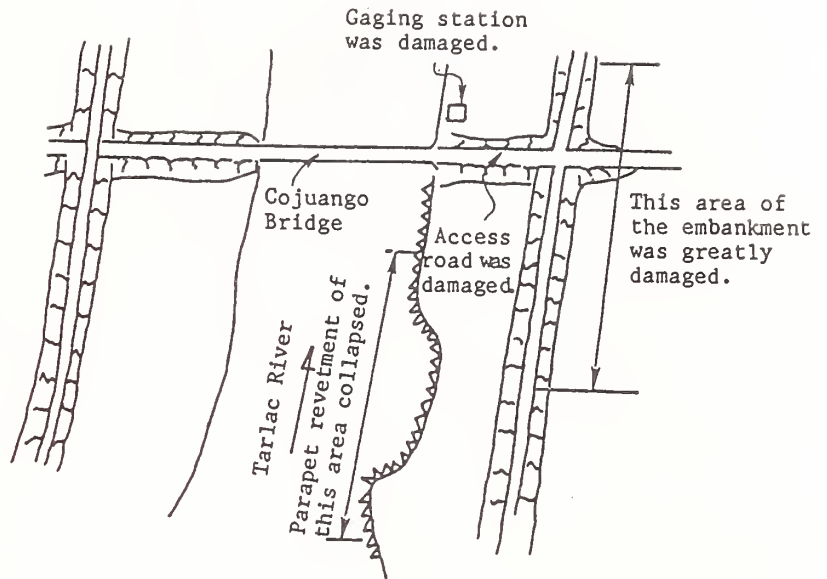 Gaging station
was damaged.
Cojuango
Bridge
Access
road was
damaged.
This area of
the embankment
was greatly
damaged.
Tarlac River
Parapet revetment of
this area collapsed.